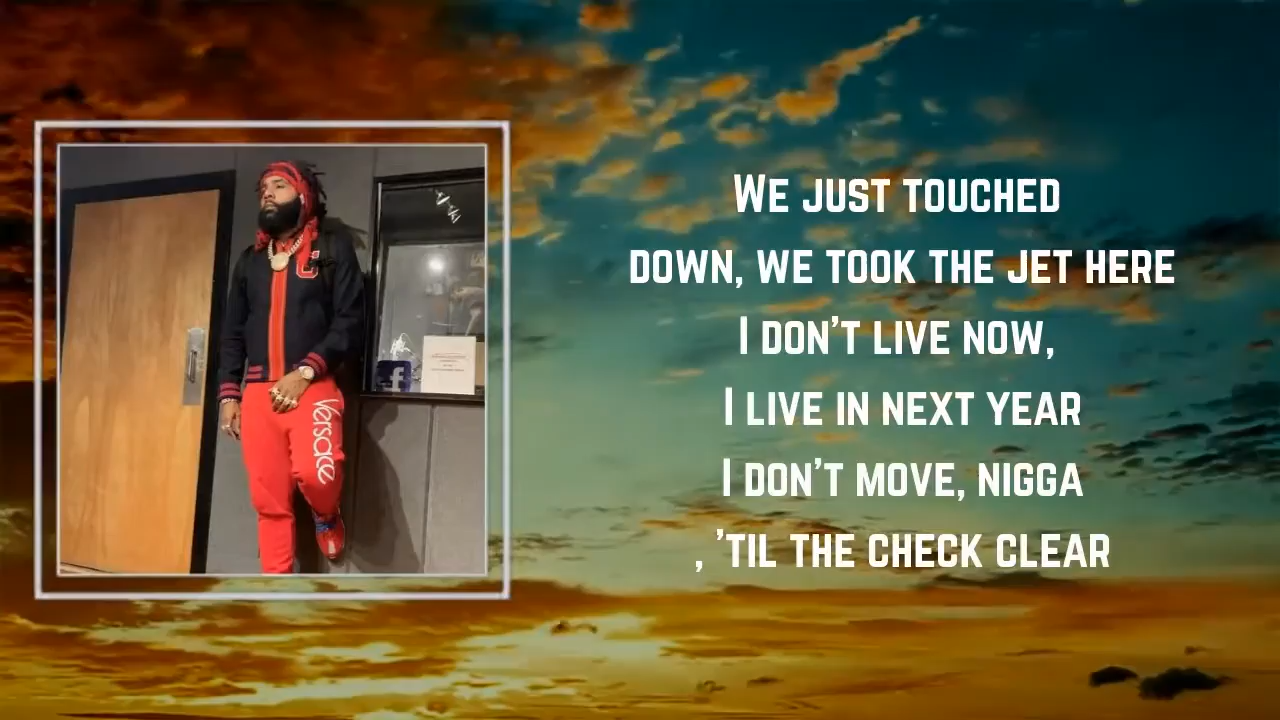 We just touched
down, we took the jet here
I don't live now,
I live in next year
I don't move, nigga
, 'til the check clear
C
Versace
f